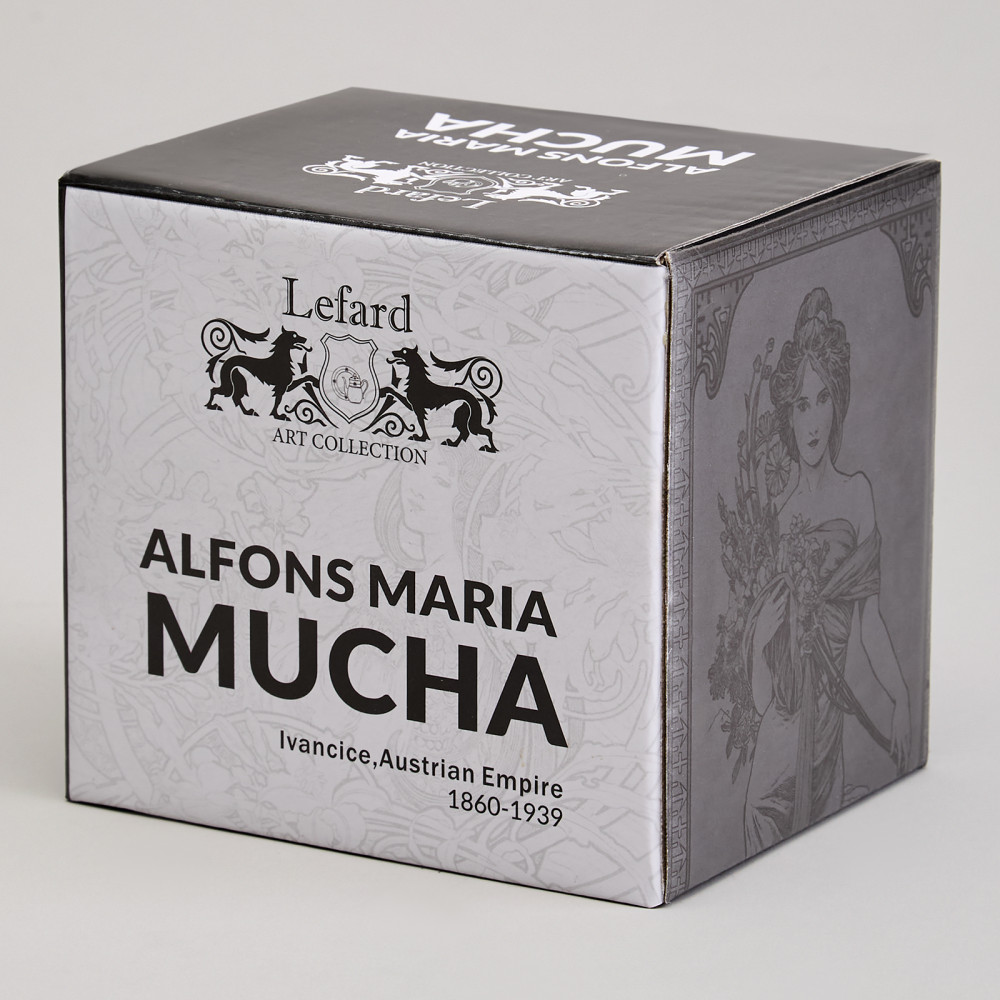 ALFONS MARIA
MUCHA
Lefard
ART COLLECTION
Lefard
ART COLLECTION
ALFONS MARIA
MUCHA
Ivancice,Austrian Empire
1860-1939